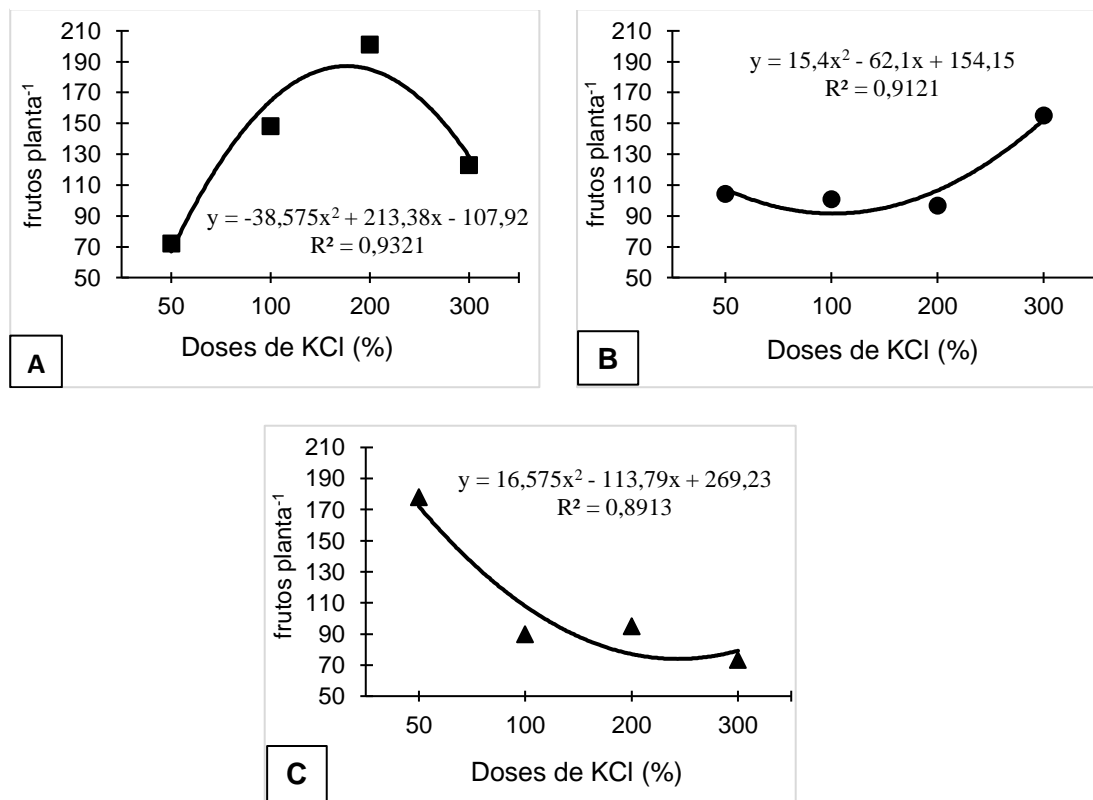 210
190
170
150
130
110
90
70
50
frutos planta⁻¹
y = -38,575x² + 213,38x - 107,92
R² = 0,9321
50 100 200 300
Doses de KCl (%)
A
210
190
170
150
130
110
90
70
50
frutos planta⁻¹
y = 15,4x² - 62,1x + 154,15
R² = 0,9121
50 100 200 300
Doses de KCl (%)
B
210
190
170
150
130
110
90
70
50
frutos planta⁻¹
y = 16,575x² - 113,79x + 269,23
R² = 0,8913
50 100 200 300
Doses de KCl (%)
C